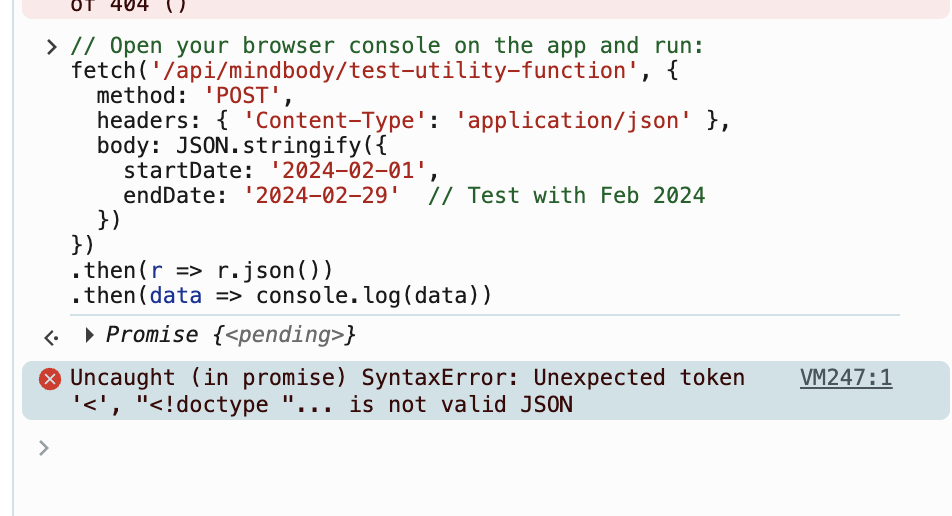 of 404 ()
// Open your browser console on the app and run:
fetch('/api/mindbody/test-utility-function', {
  method: 'POST',
  headers: { 'Content-Type': 'application/json' },
  body: JSON.stringify({
    startDate: '2024-02-01',
    endDate: '2024-02-29'  // Test with Feb 2024
  })
})
.then(r => r.json())
.then(data => console.log(data))
Promise {<pending>}
Uncaught (in promise) SyntaxError: Unexpected token VM247:1
'<', "<!doctype "... is not valid JSON